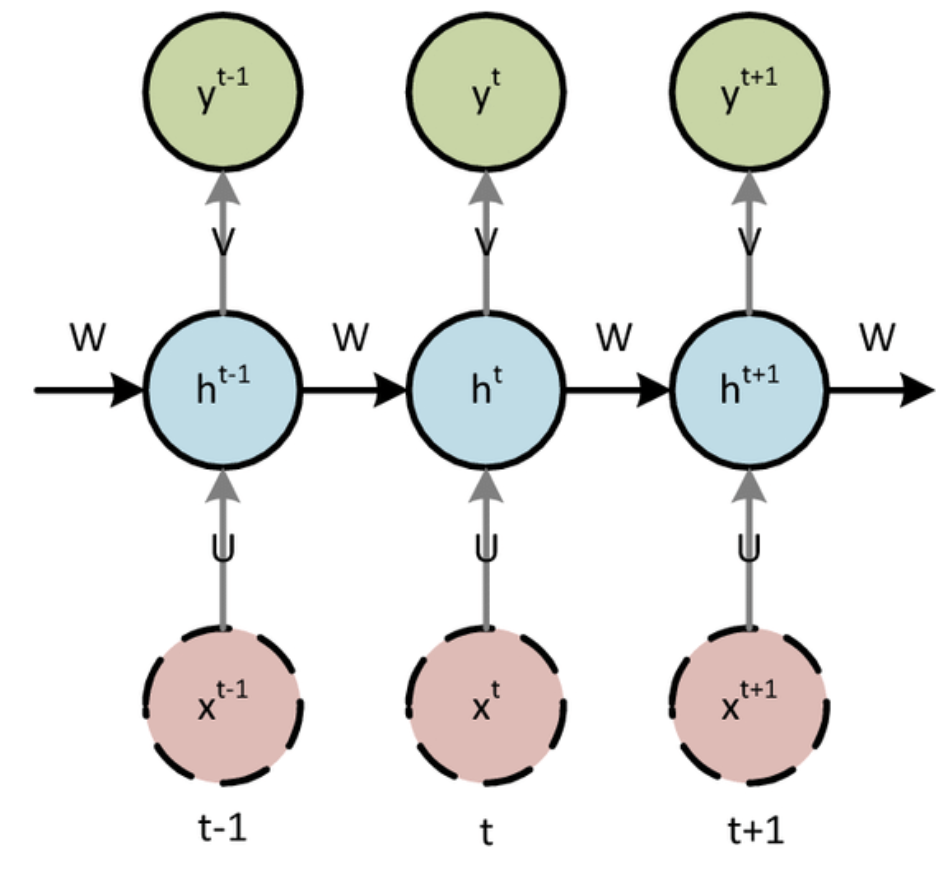 y^t-1 y^t y^t+1
V V V
W W W W
h^t-1 h^t h^t+1
U U U
x^t-1 x^t x^t+1
t-1 t t+1